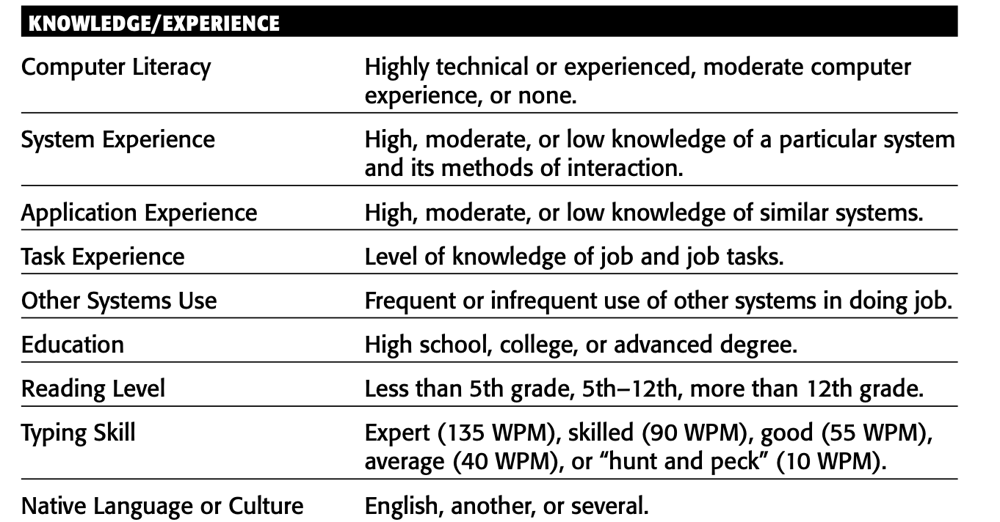 KNOWLEDGE/EXPERIENCE
Computer Literacy
Highly technical or experienced, moderate computer
experience, or none.
System Experience
High, moderate, or low knowledge of a particular system
and its methods of interaction.
Application Experience
High, moderate, or low knowledge of similar systems.
Task Experience
Level of knowledge of job and job tasks.
Other Systems Use
Frequent or infrequent use of other systems in doing job.
Education
High school, college, or advanced degree.
Reading Level
Less than 5th grade, 5th–12th, more than 12th grade.
Typing Skill
Expert (135 WPM), skilled (90 WPM), good (55 WPM),
average (40 WPM), or “hunt and peck” (10 WPM).
Native Language or Culture
English, another, or several.